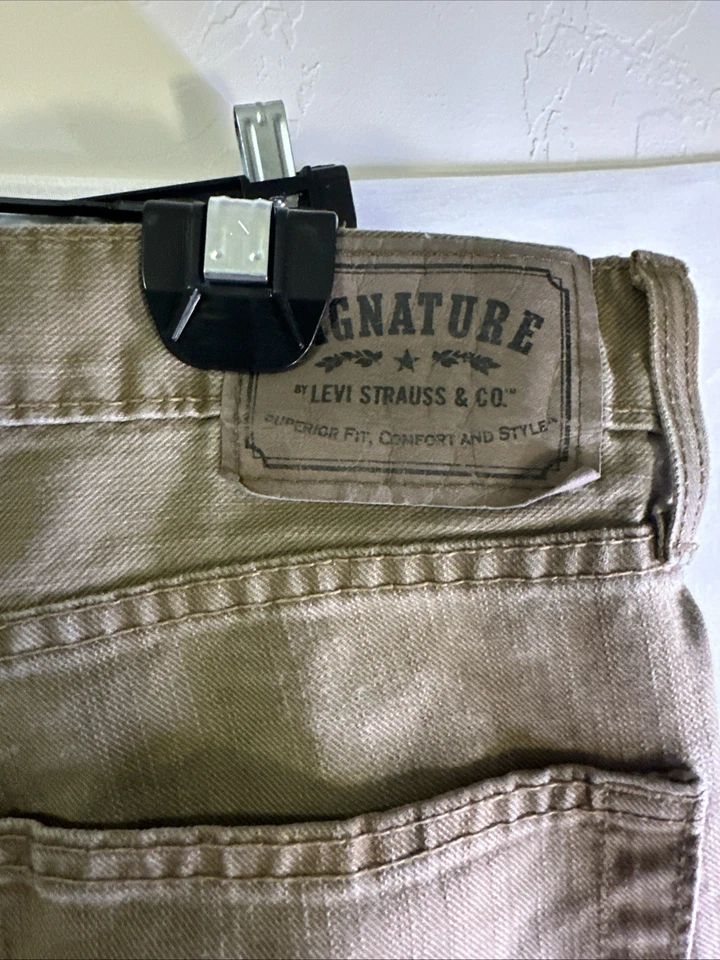 IGNATURE
BY LEVI STRAUSS & CO.™
SUPERIOR FIT, COMFORT AND STYLE™